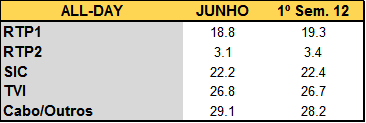 ALL-DAY JUNHO 1º Sem. 12
RTP1 18.8 19.3
RTP2 3.1 3.4
SIC 22.2 22.4
TVI 26.8 26.7
Cabo/Outros 29.1 28.2